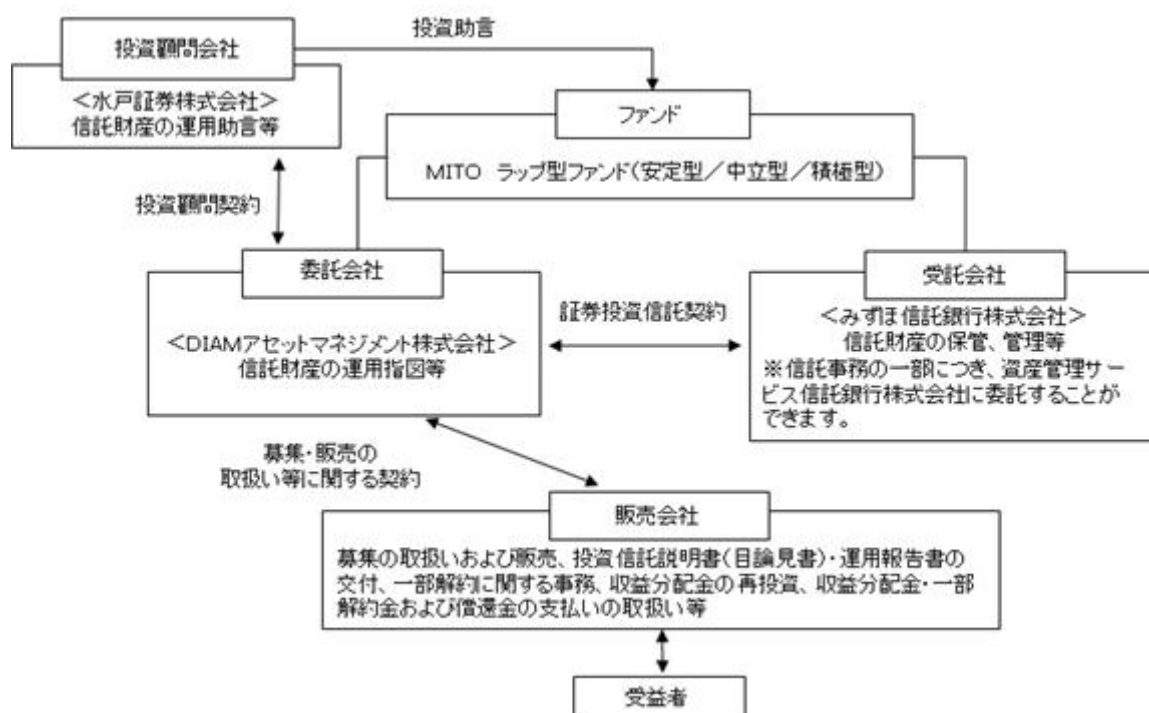 投資顧問会社
投資助言
<水戸証券株式会社>
信託財産の運用助言等
ファンド
MITO ラップ型ファンド(安定型/中立型/積極型)
投資顧問契約
委託会社
受託会社
<DIAMアセットマネジメント株式会社>
信託財産の運用指図等
証券投資信託契約
<みずほ信託銀行株式会社>
信託財産の保管、管理等
※信託事務の一部につき、資産管理サー
ビス信託銀行株式会社に委託することが
できます。
募集・販売の
取扱い等に関する契約
販売会社
募集の取扱いおよび販売、投資信託説明書(目論見書)・運用報告書の
交付、一部解約に関する事務、収益分配金の再投資、収益分配金・一部
解約金および償還金の支払いの取扱い等
受益者